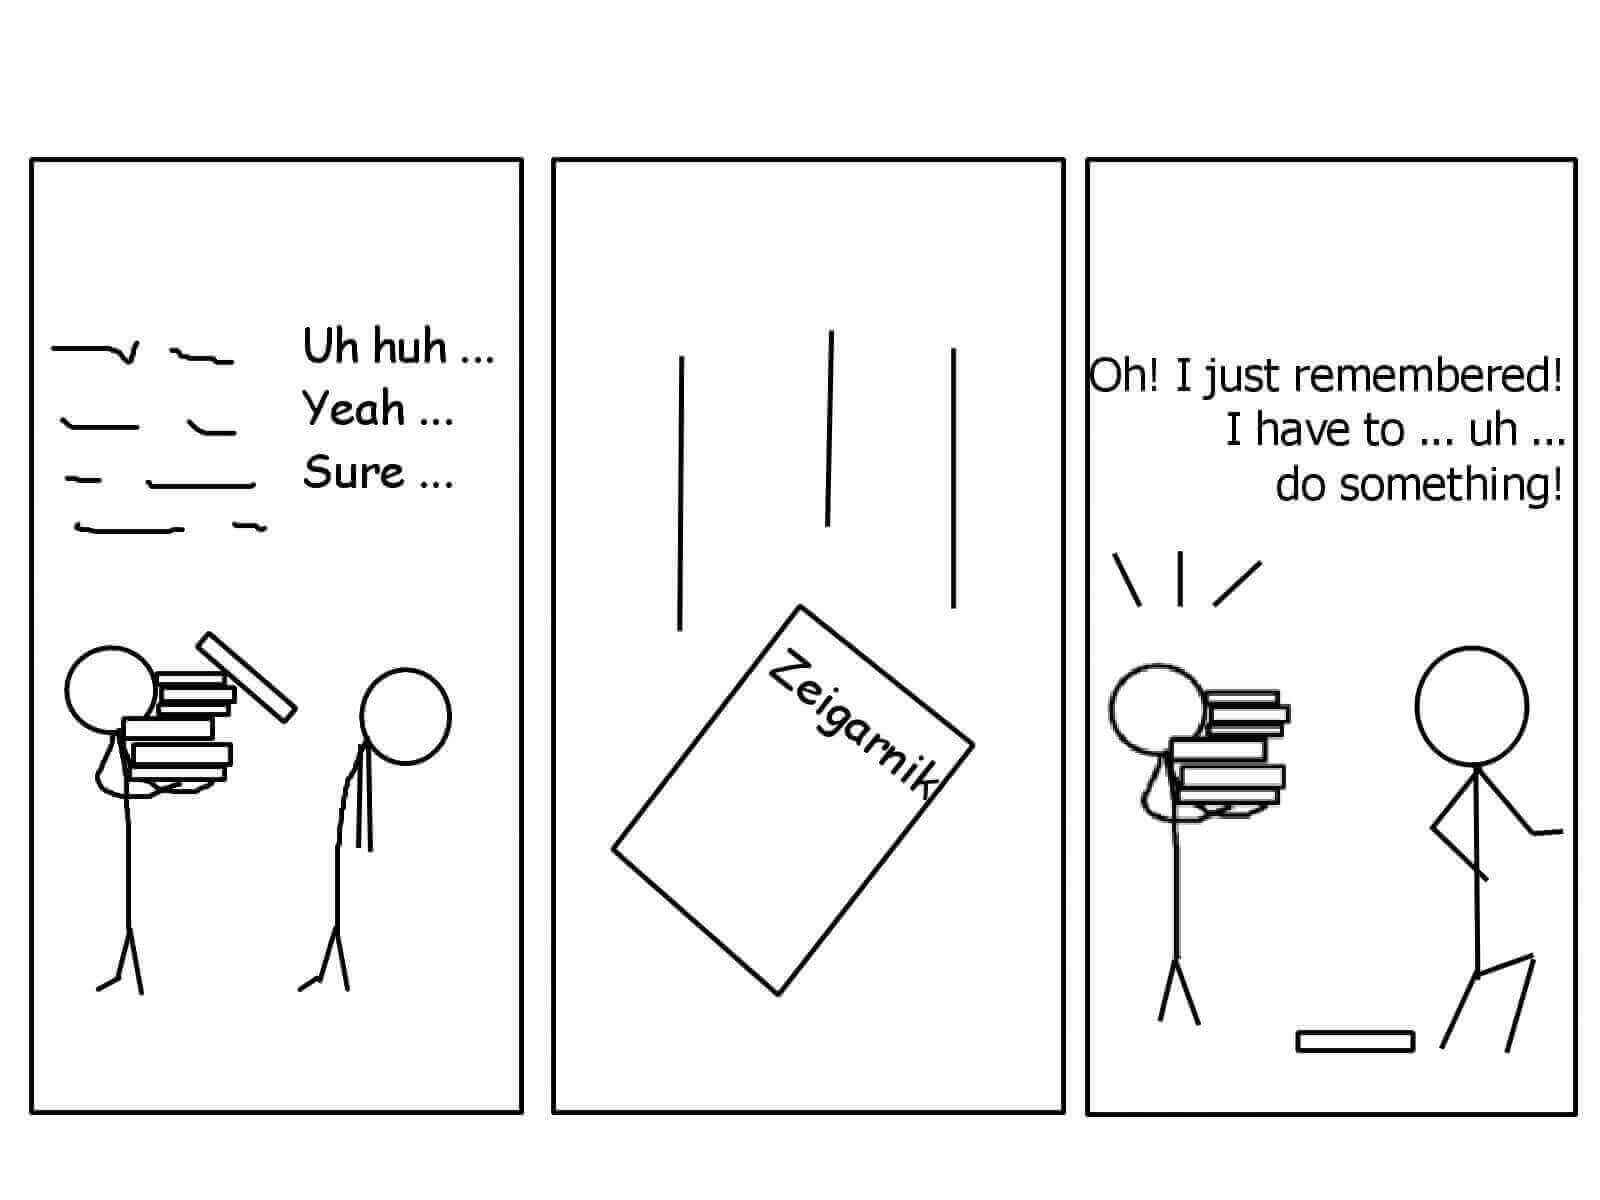 Uh huh ...
Yeah ...
Sure ...
Zeigarnik
Oh! I just remembered!
I have to ... uh ...
do something!